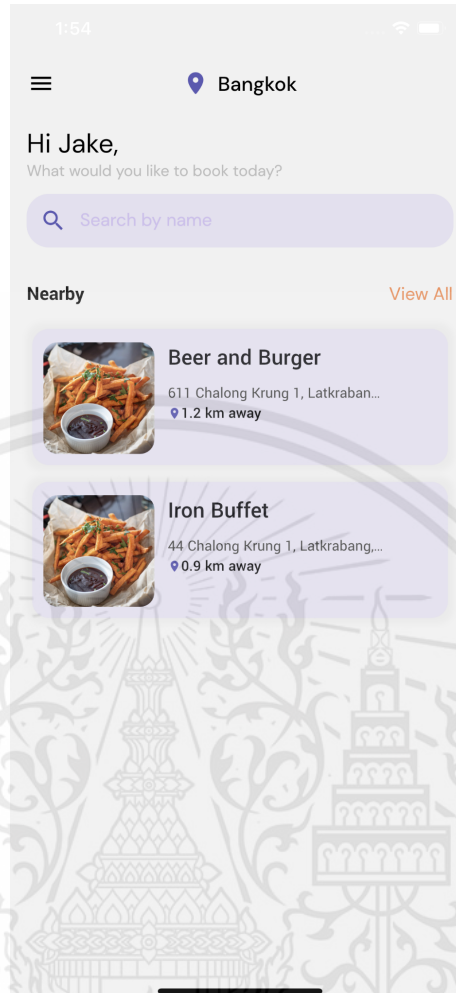 1:54
Bangkok
Hi Jake,
What would you like to book today?
Search by name
Nearby
View All
Beer and Burger
611 Chalong Krung 1, Latkraban...
1.2 km away
Iron Buffet
44 Chalong Krung 1, Latkrabang,...
0.9 km away